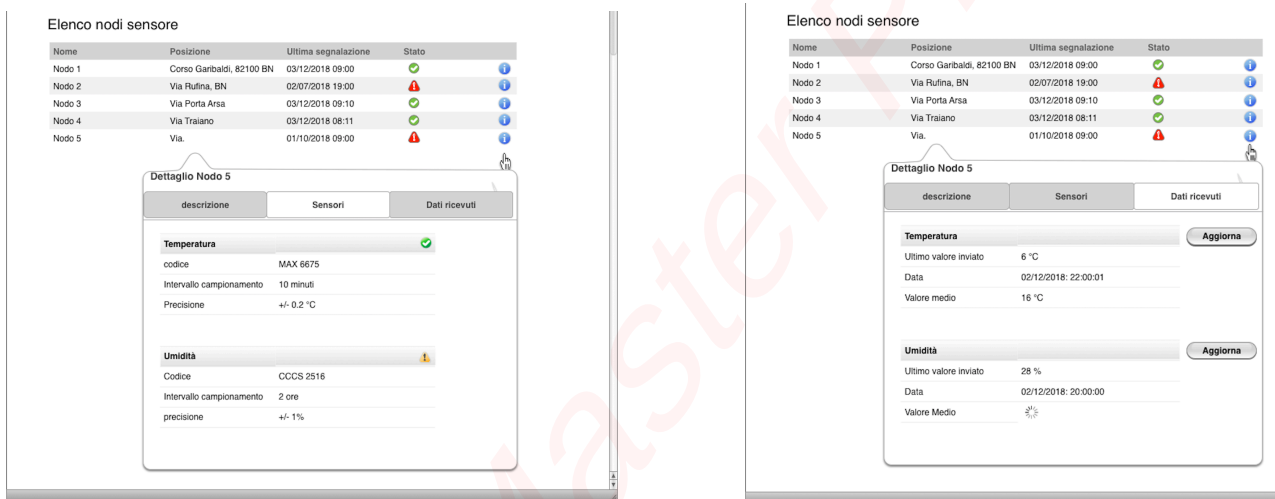 Elenco nodi sensore
Nome Posizione Ultima segnalazione Stato
Nodo 1 Corso Garibaldi, 82100 BN 03/12/2018 09:00
Nodo 2 Via Rufina, BN 02/07/2018 19:00
Nodo 3 Via Porta Arsa 03/12/2018 09:10
Nodo 4 Via Traiano 03/12/2018 08:11
Nodo 5 Via. 01/10/2018 09:00
Dettaglio Nodo 5
descrizione Sensori Dati ricevuti
Temperatura
codice MAX 6675
Intervallo campionamento 10 minuti
Precisione +/- 0.2 °C
Umidità
Codice CCCS 2516
Intervallo campionamento 2 ore
precisione +/- 1%
Elenco nodi sensore
Nome Posizione Ultima segnalazione Stato
Nodo 1 Corso Garibaldi, 82100 BN 03/12/2018 09:00
Nodo 2 Via Rufina, BN 02/07/2018 19:00
Nodo 3 Via Porta Arsa 03/12/2018 09:10
Nodo 4 Via Traiano 03/12/2018 08:11
Nodo 5 Via. 01/10/2018 09:00
Dettaglio Nodo 5
descrizione Sensori Dati ricevuti
Temperatura Aggiorna
Ultimo valore inviato 6 °C
Data 02/12/2018: 22:00:01
Valore medio 16 °C
Umidità Aggiorna
Ultimo valore inviato 28 %
Data 02/12/2018: 20:00:00
Valore Medio
Master P